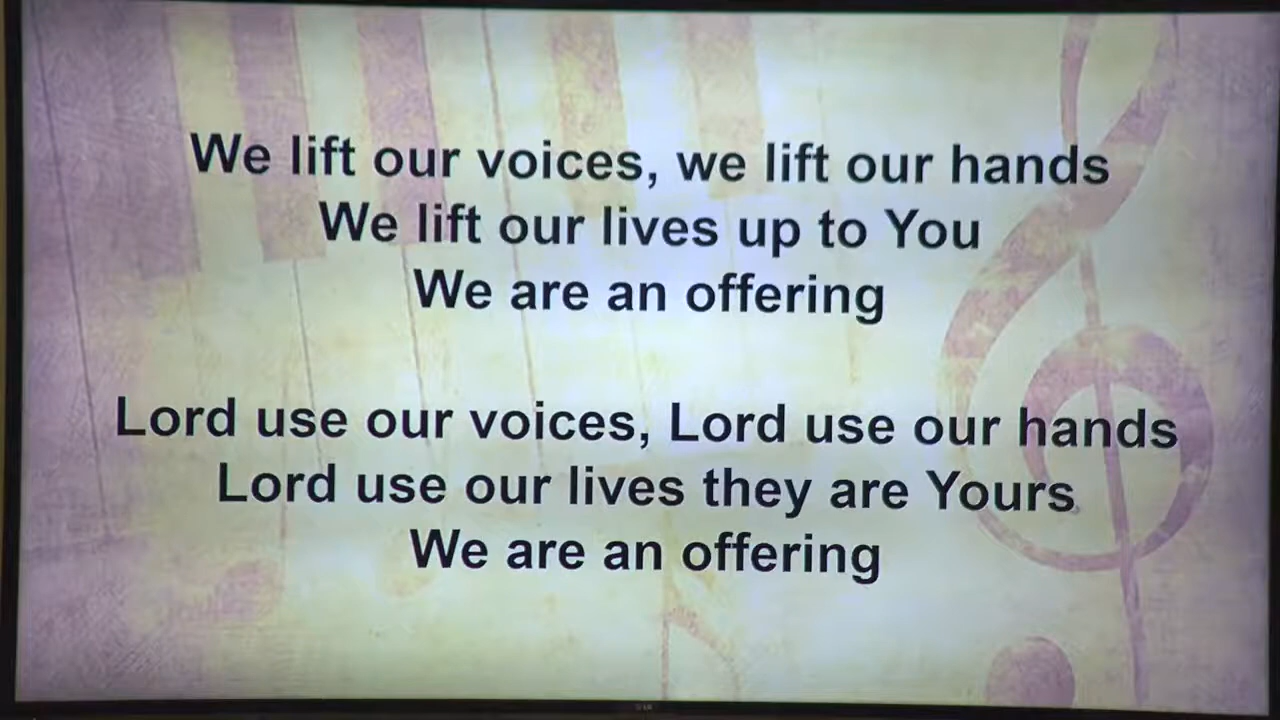 We lift our voices, we lift our hands
We lift our lives up to You
We are an offering
Lord use our voices, Lord use our hands
Lord use our lives they are Yours
We are an offering